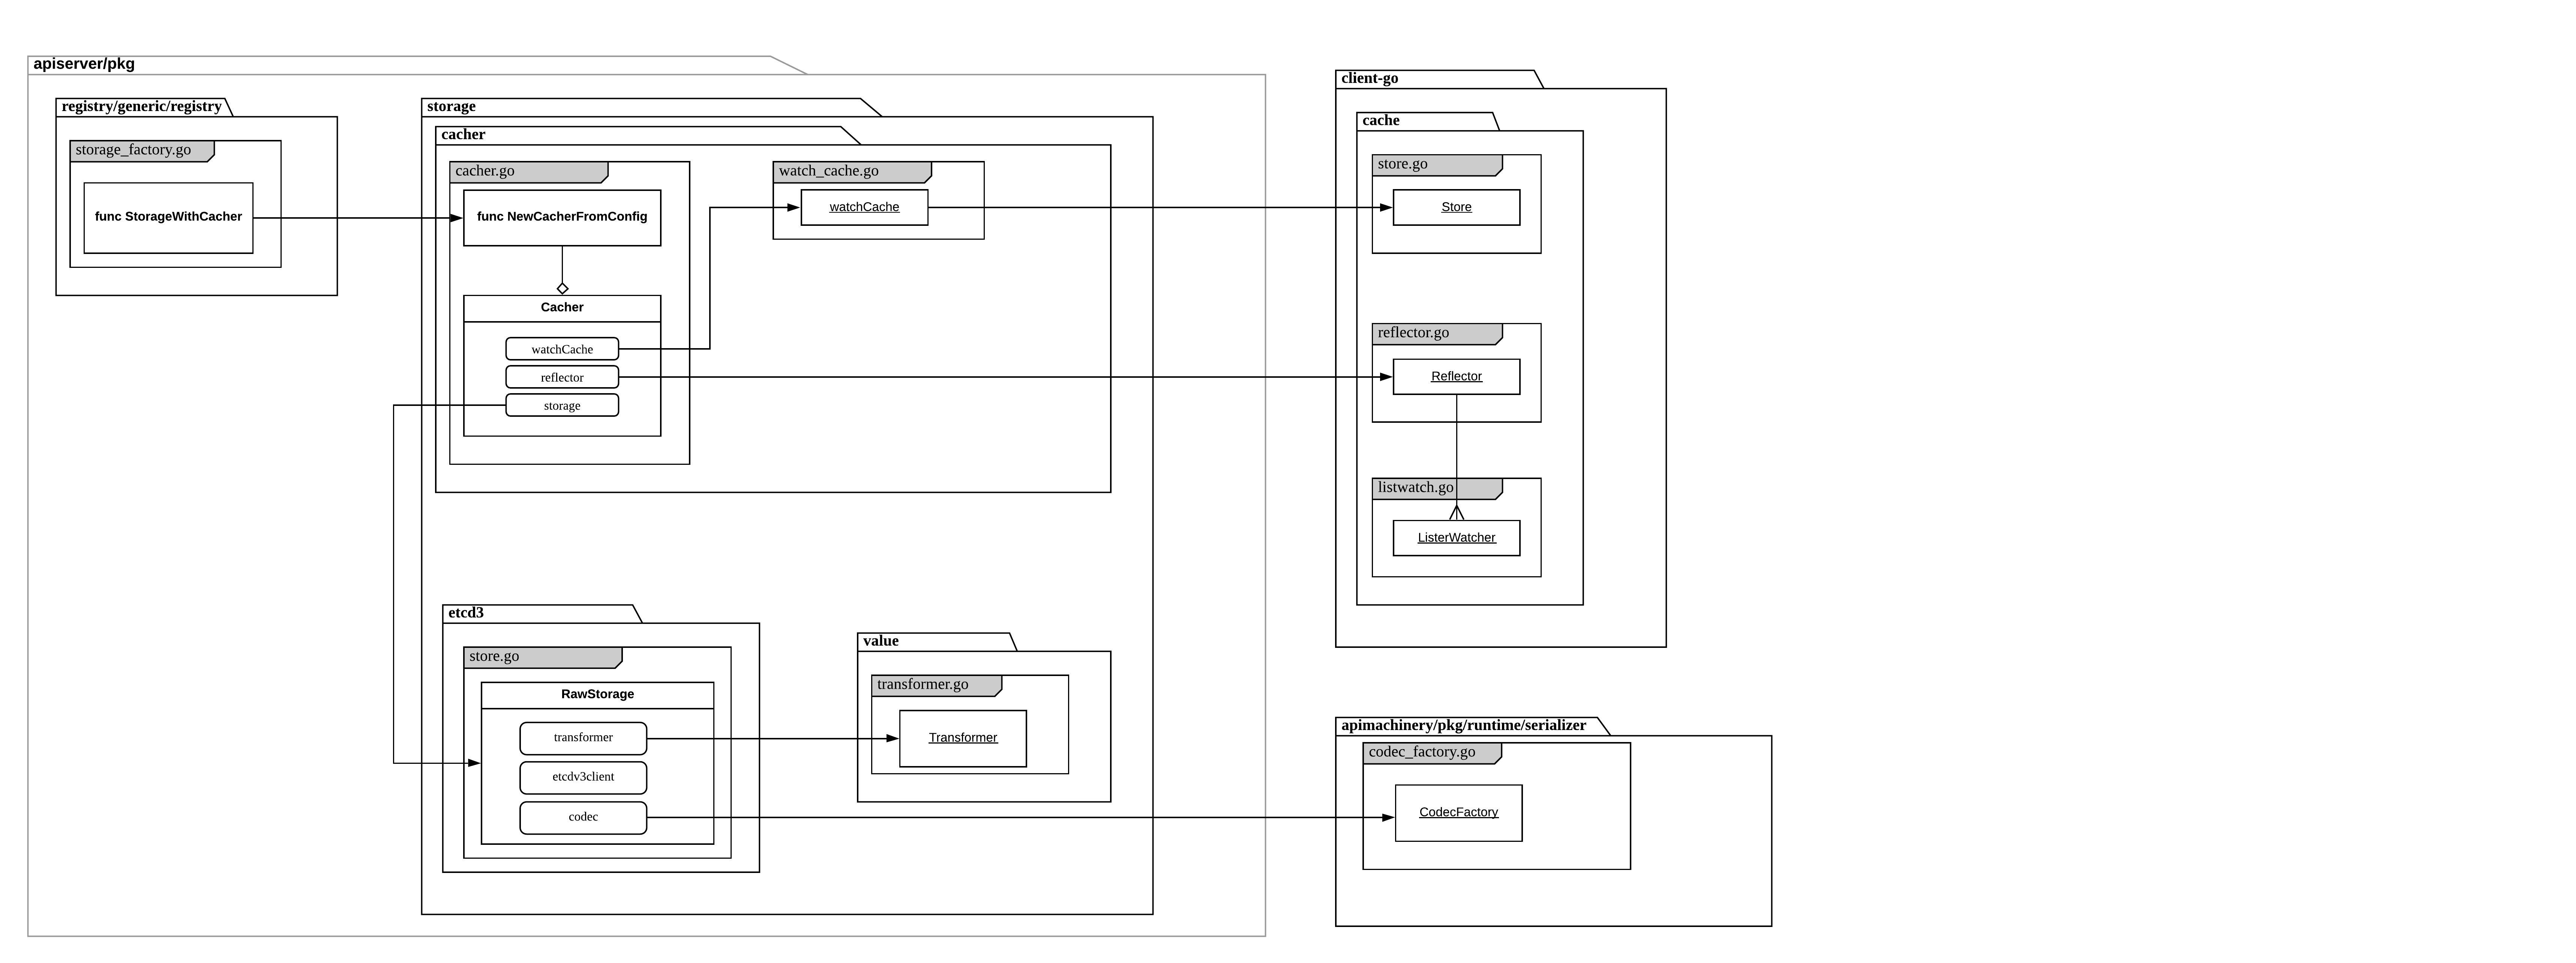 apiserver/pkg
registry/generic/registry
storage_factory.go
func StorageWithCacher
storage
cacher
cacher.go
func NewCacherFromConfig
Cacher
watchCache
reflector
storage
watch_cache.go
watchCache
etcd3
store.go
RawStorage
transformer
etcdv3client
codec
value
transformer.go
Transformer
client-go
cache
store.go
Store
reflector.go
Reflector
listwatch.go
ListerWatcher
apimachinery/pkg/runtime/serializer
codec_factory.go
CodecFactory